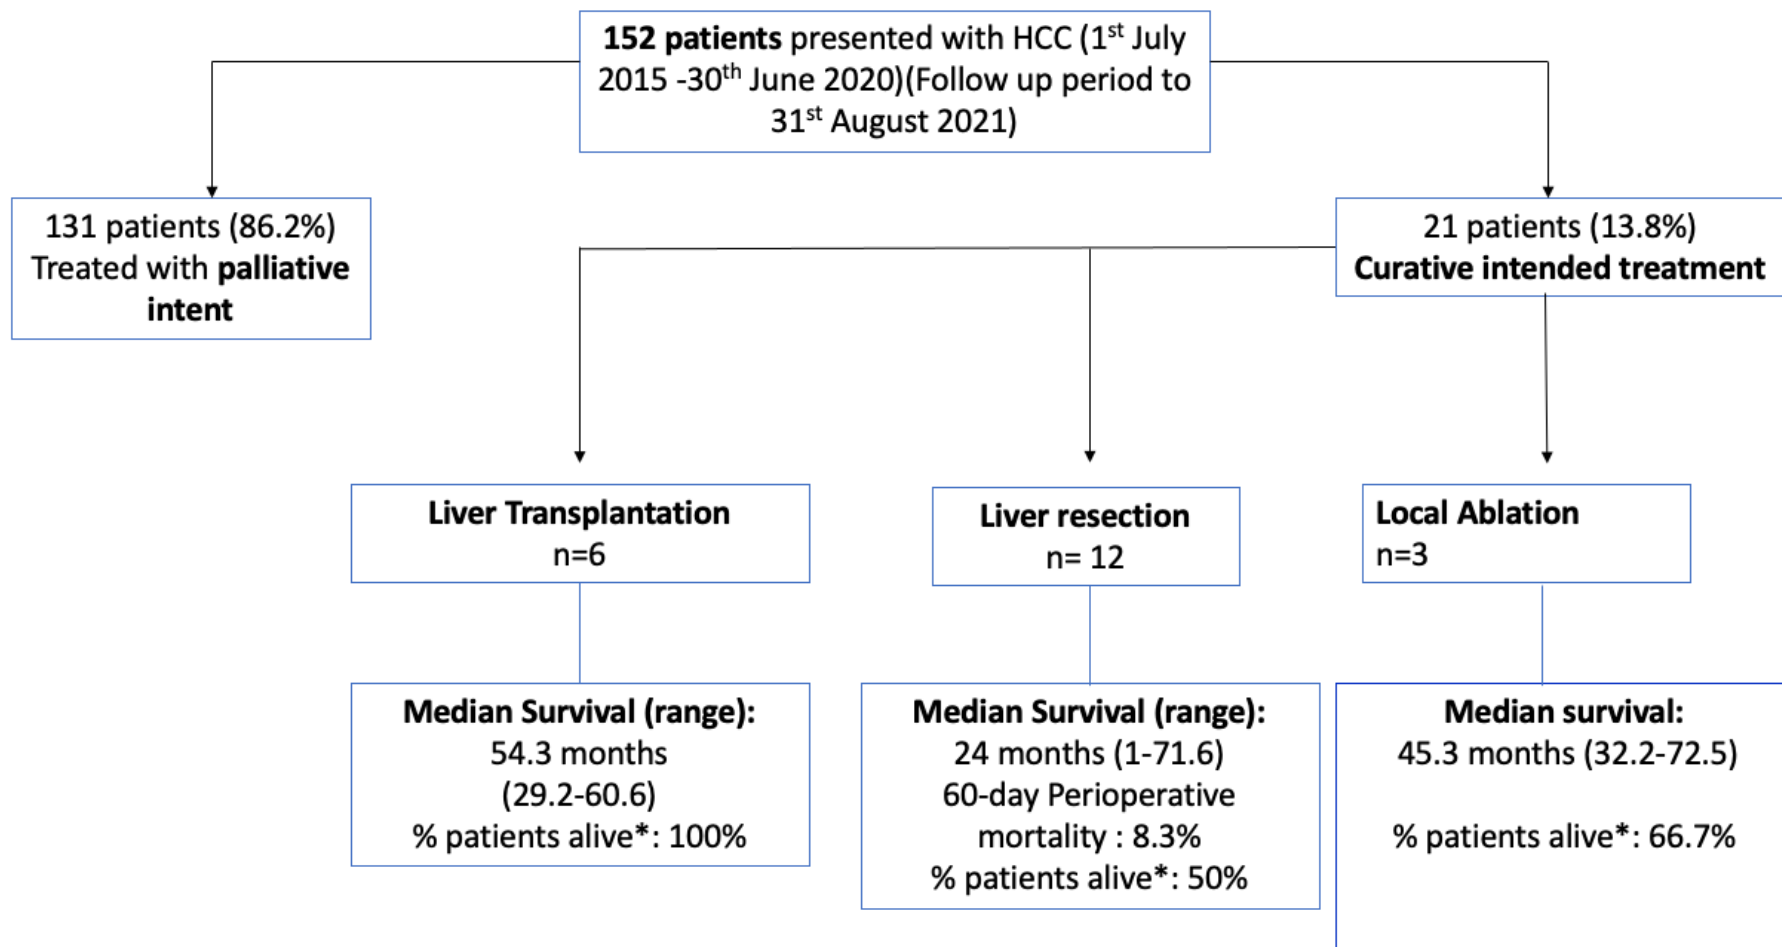 152 patients presented with HCC (1st July
2015 -30th June 2020)(Follow up period to
31st August 2021)
131 patients (86.2%)
Treated with palliative
intent
21 patients (13.8%)
Curative intended treatment
Liver Transplantation
n=6
Liver resection
n= 12
Local Ablation
n=3
Median Survival (range):
54.3 months
(29.2-60.6)
% patients alive*: 100%
Median Survival (range):
24 months (1-71.6)
60-day Perioperative
mortality : 8.3%
% patients alive*: 50%
Median survival:
45.3 months (32.2-72.5)
% patients alive*: 66.7%